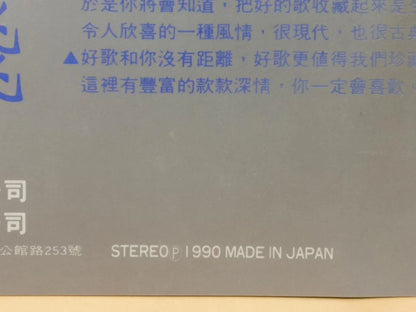 於是你將會知道，把好的歌收藏起來是
令人欣喜的一種風情，很現代，也很古典
▲好歌和你沒有距離，好歌更值得我們珍
這裡有豐富的款款深情，你一定會喜歡
司
司
公館路253號
STEREO Ⓟ 1990 MADE IN JAPAN